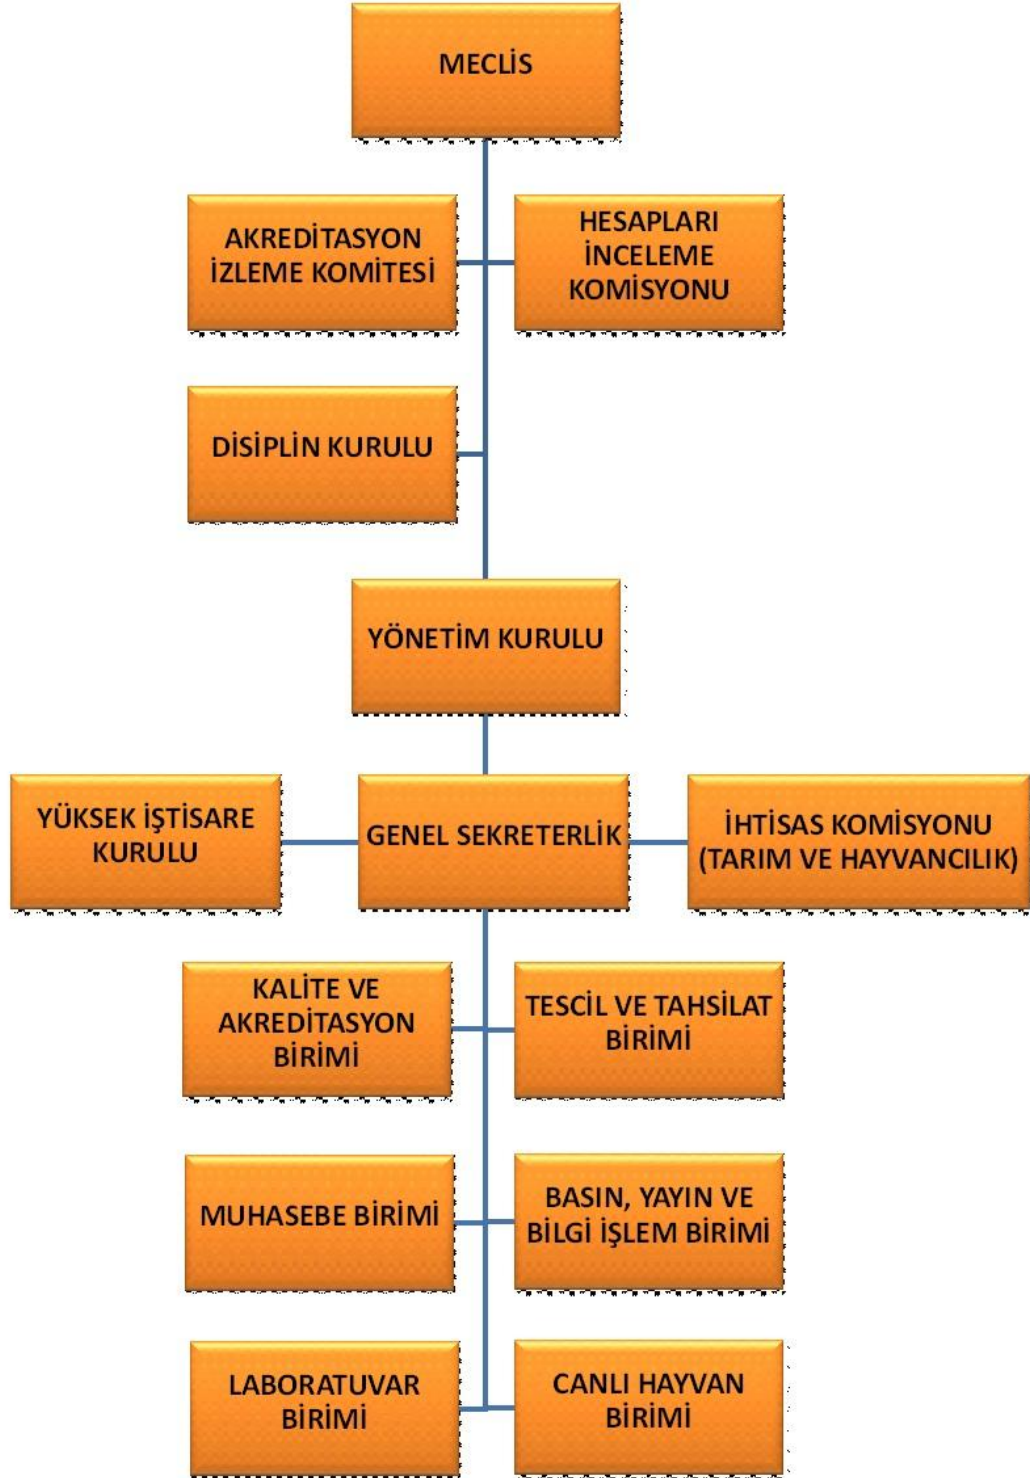 MECLİS
AKREDİTASYON
İZLEME KOMİTESİ
HESAPLARI
İNCELEME
KOMİSYONU
DİSİPLİN KURULU
YÖNETİM KURULU
YÜKSEK İŞTİSARE
KURULU
GENEL SEKRETERLİK
İHTİSAS KOMİSYONU
(TARIM VE HAYVANCILIK)
KALİTE VE
AKREDİTASYON
BİRİMİ
TESCİL VE TAHSİLAT
BİRİMİ
MUHASEBE BİRİMİ
BASIN, YAYIN VE
BİLGİ İŞLEM BİRİMİ
LABORATUVAR
BİRİMİ
CANLI HAYVAN
BİRİMİ